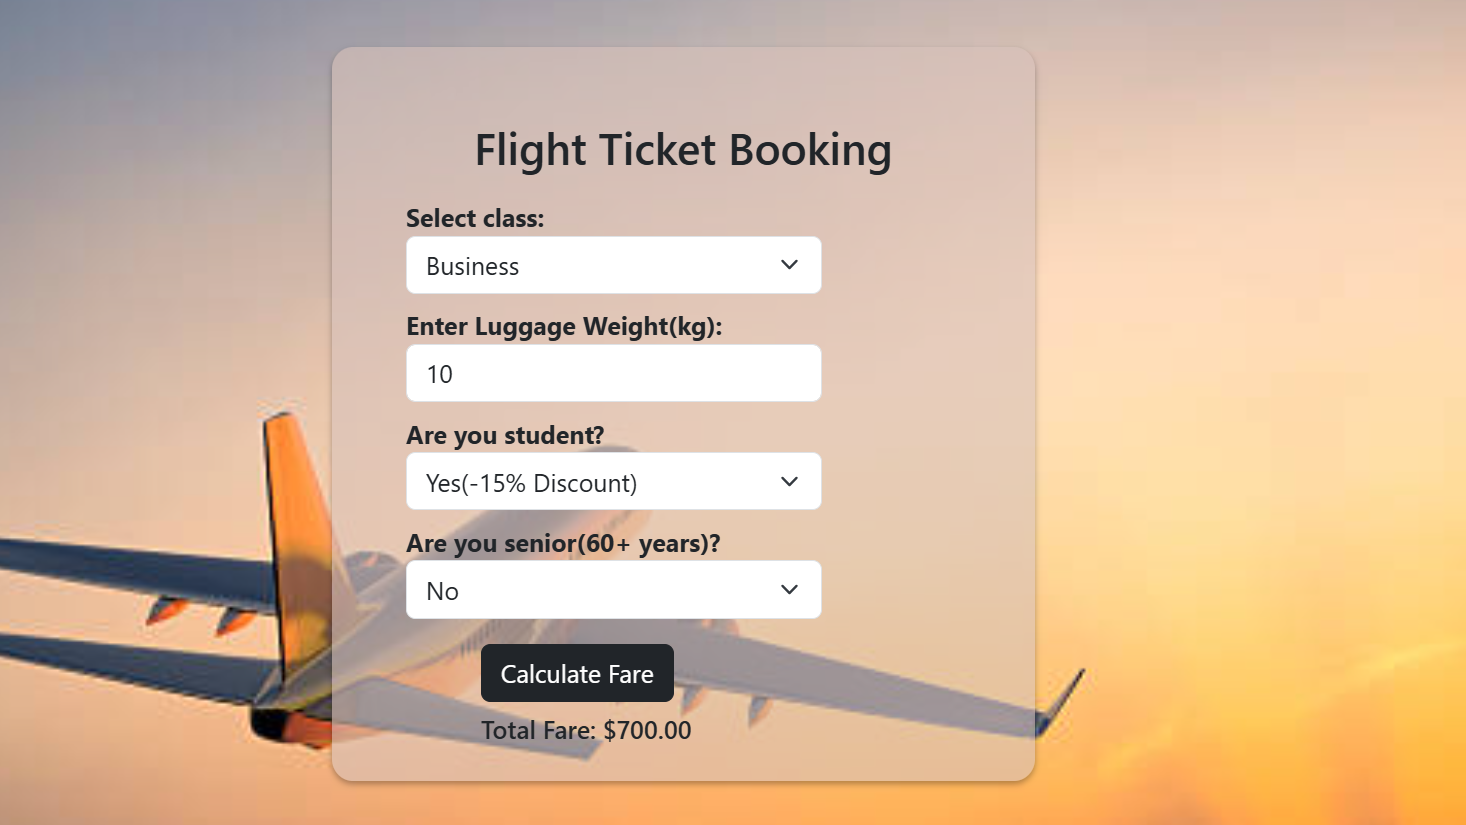 Flight Ticket Booking
Select class:
Business
Enter Luggage Weight(kg):
10
Are you student?
Yes(-15% Discount)
Are you senior(60+ years)?
No
Calculate Fare
Total Fare: $700.00